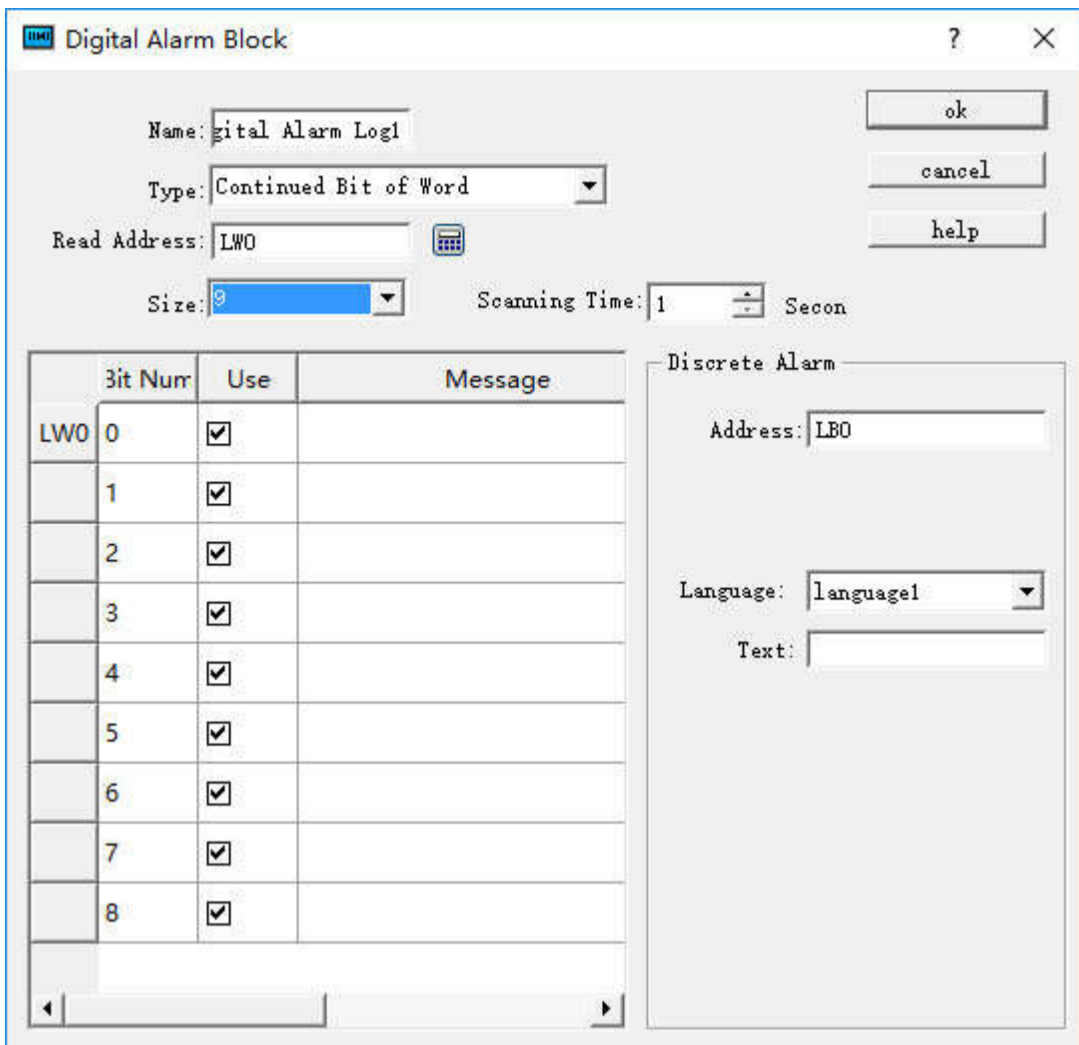 Digital Alarm Block ?
Name: gital Alarm Log1 ok
Type: Continued Bit of Word cancel
Read Address: LW0 help
Size: 9 Scanning Time: 1 Secon
Bit Num Use Message
LW0 0
1
2
3
4
5
6
7
8
Discrete Alarm
Address: LB0
Language: language1
Text: